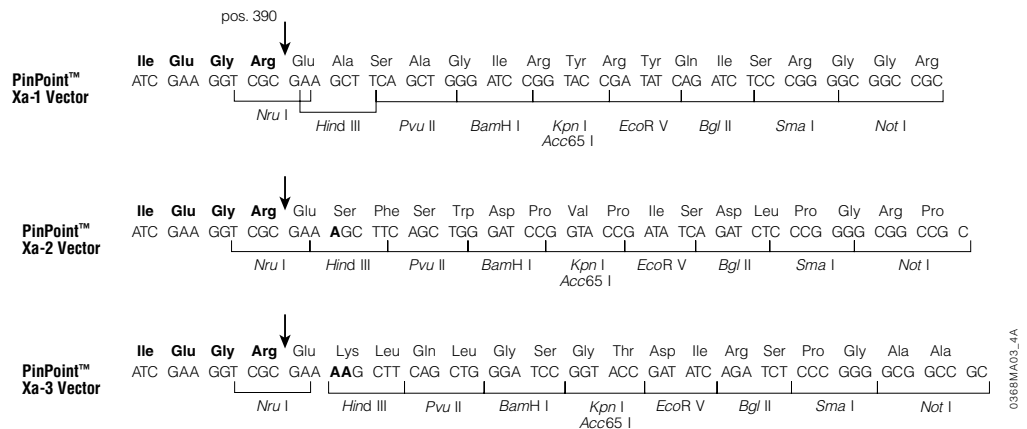 pos. 390
Ile Glu Gly Arg Glu Ala Ser Ala Gly Ile Arg Tyr Arg Tyr Gln Ile Ser Arg Gly Gly Arg
PinPoint™ Xa-1 Vector
ATC GAA GGT CGC GAA GCT TCA GCT GGG ATC CGG TAC CGA TAT CAG ATC TCC CGG GGC GGC CGC
Nru I
Hind III Pvu II BamH I Kpn I EcoR V Bgl II Sma I Not I
Acc65 I
Ile Glu Gly Arg Glu Ser Phe Ser Trp Asp Pro Val Pro Ile Ser Asp Leu Pro Gly Arg Pro
PinPoint™ Xa-2 Vector
ATC GAA GGT CGC GAA AGC TTC AGC TGG GAT CCG GTA CCG ATA TCA GAT CTC CCG GGG CGG CCG C
Nru I Hind III Pvu II BamH I Kpn I EcoR V Bgl II Sma I Not I
Acc65 I
Ile Glu Gly Arg Glu Lys Leu Gln Leu Gly Ser Gly Thr Asp Ile Arg Ser Pro Gly Ala Ala
PinPoint™ Xa-3 Vector
ATC GAA GGT CGC GAA AAG CTT CAG CTG GGA TCC GGT ACC GAT ATC AGA TCT CCC GGG GCG GCC GC
Nru I Hind III Pvu II BamH I Kpn I EcoR V Bgl II Sma I Not I
Acc65 I
0368MA03_4A